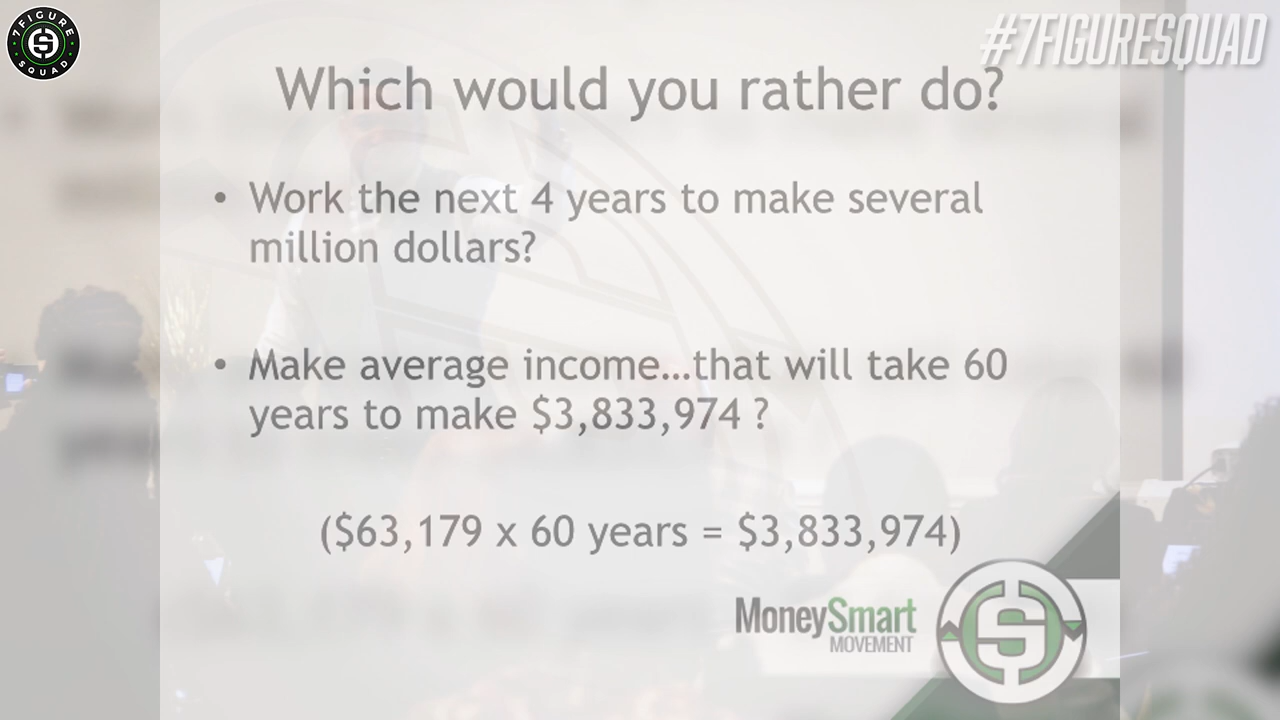 7FIGURE
SQUAD
#7FIGURESQUAD
Which would you rather do?
• Work the next 4 years to make several
million dollars?
• Make average income...that will take 60
years to make $3,833,974 ?
($63,179 x 60 years = $3,833,974)
MoneySmart
MOVEMENT